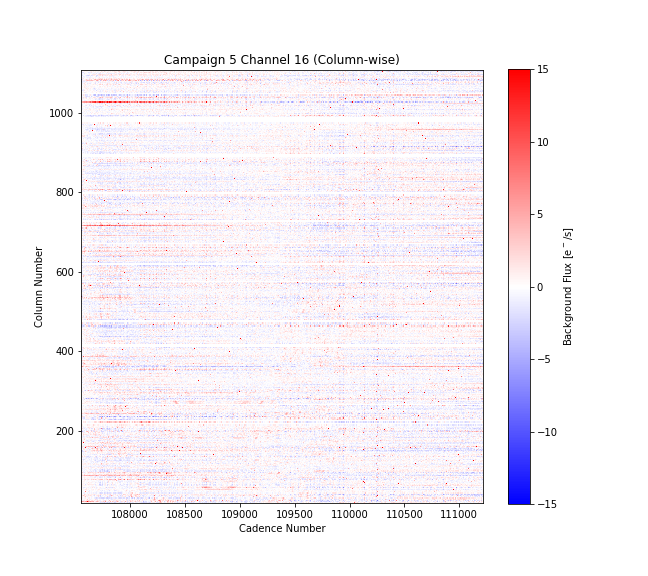 Campaign 5 Channel 16 (Column-wise)
Column Number
1000
800
600
400
200
108000 108500 109000 109500 110000 110500 111000
Cadence Number
15
10
5
0
−5
−10
−15
Background Flux [e⁻/s]